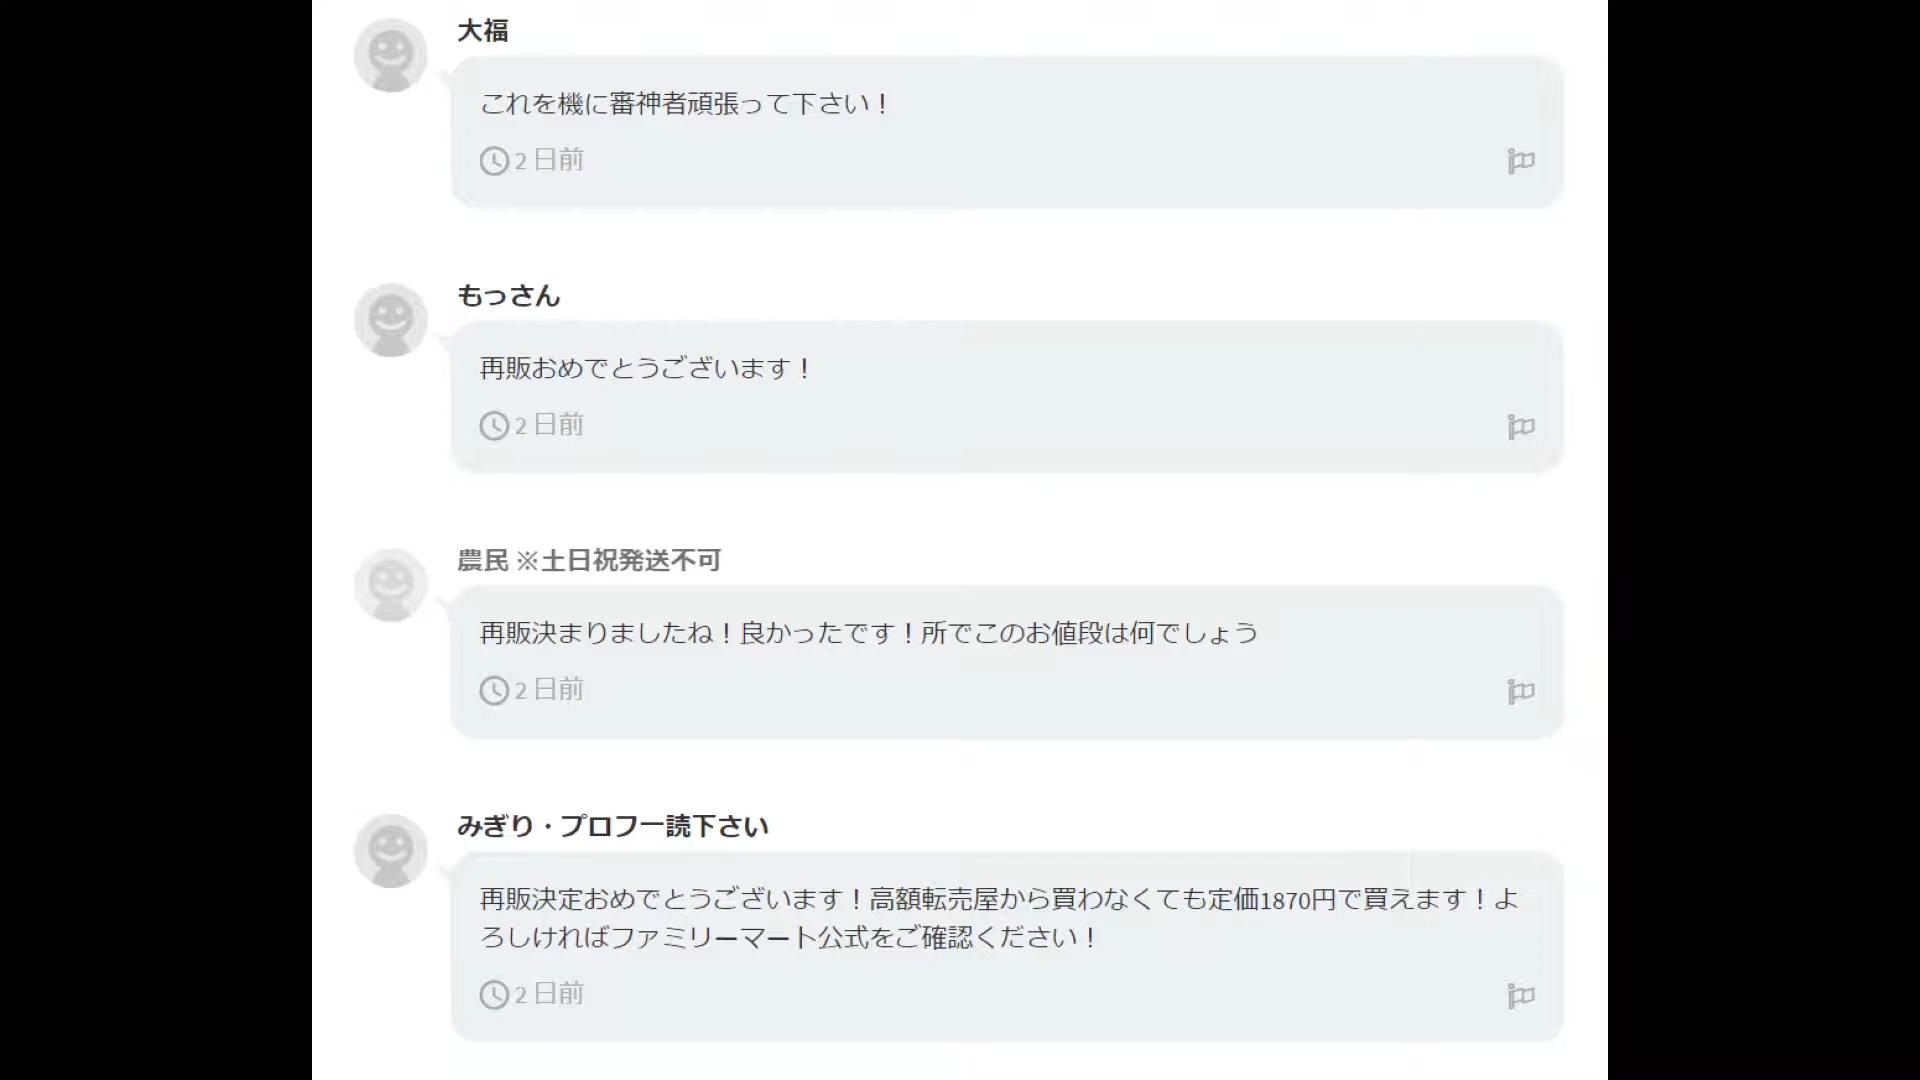 大福
これを機に審神者頑張って下さい！
2 日前
もっさん
再販おめでとうございます！
2 日前
農民 ※土日祝発送不可
再販決まりましたね！良かったです！所でこのお値段は何でしょう
2 日前
みぎり・プロフ一読下さい
再販決定おめでとうございます！高額転売屋から買わなくても定価1870円で買えます！よ
ろしければファミリーマート公式をご確認ください！
2 日前